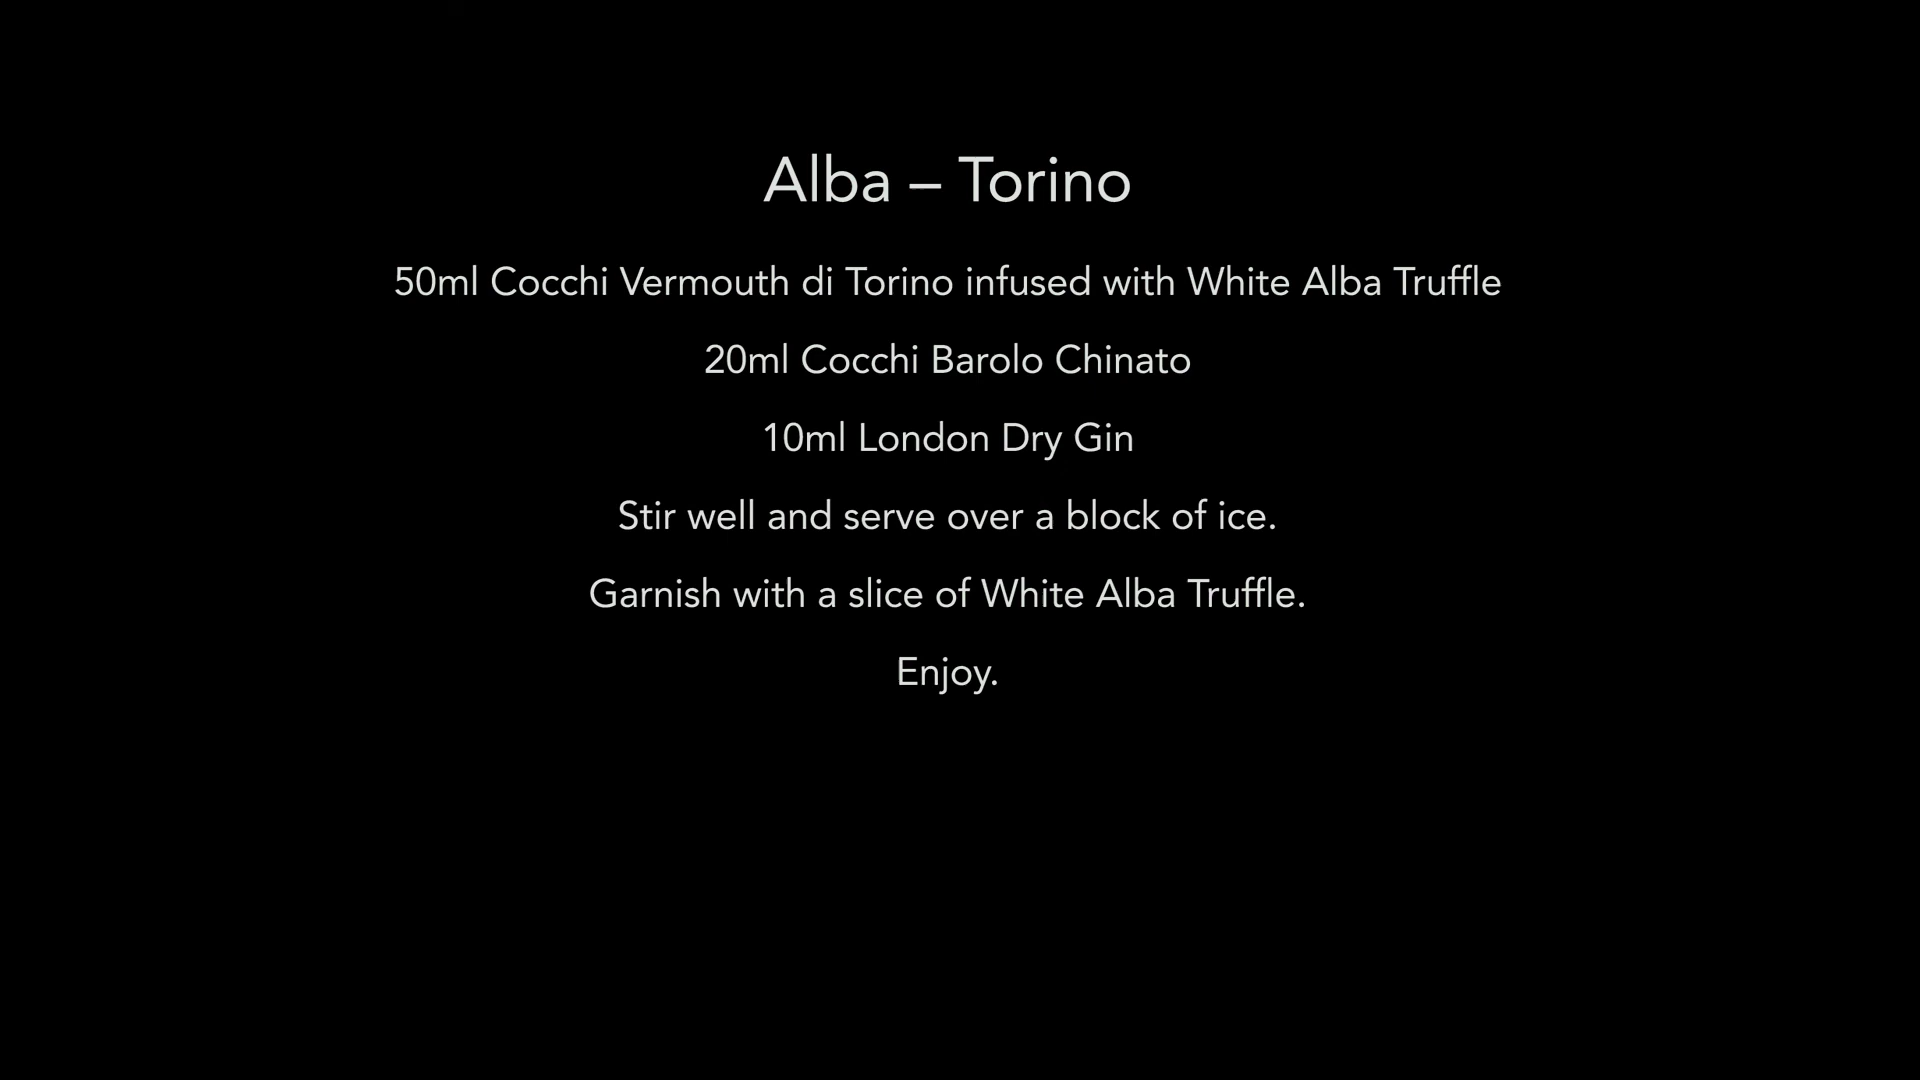 Alba – Torino
50ml Cocchi Vermouth di Torino infused with White Alba Truffle
20ml Cocchi Barolo Chinato
10ml London Dry Gin
Stir well and serve over a block of ice.
Garnish with a slice of White Alba Truffle.
Enjoy.